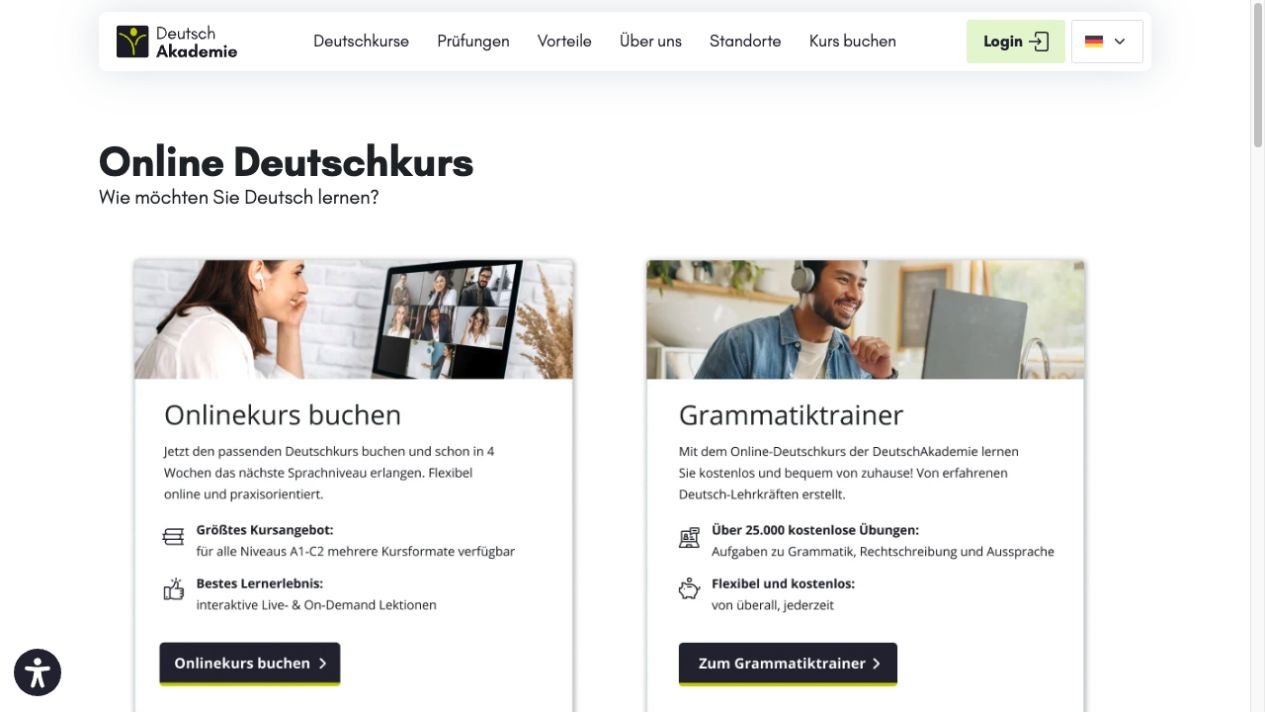 Deutsch
Akademie
Deutschkurse
Prüfungen
Vorteile
Über uns
Standorte
Kurs buchen
Login
Online Deutschkurs
Wie möchten Sie Deutsch lernen?
Onlinekurs buchen
Jetzt den passenden Deutschkurs buchen und schon in 4
Wochen das nächste Sprachniveau erlangen. Flexibel
online und praxisorientiert.
Größtes Kursangebot:
für alle Niveaus A1-C2 mehrere Kursformate verfügbar
Bestes Lernerlebnis:
interaktive Live- & On-Demand Lektionen
Onlinekurs buchen
Grammatiktrainer
Mit dem Online-Deutschkurs der DeutschAkademie lernen
Sie kostenlos und bequem von zuhause! Von erfahrenen
Deutsch-Lehrkräften erstellt.
Über 25.000 kostenlose Übungen:
Aufgaben zu Grammatik, Rechtschreibung und Aussprache
Flexibel und kostenlos:
von überall, jederzeit
Zum Grammatiktrainer